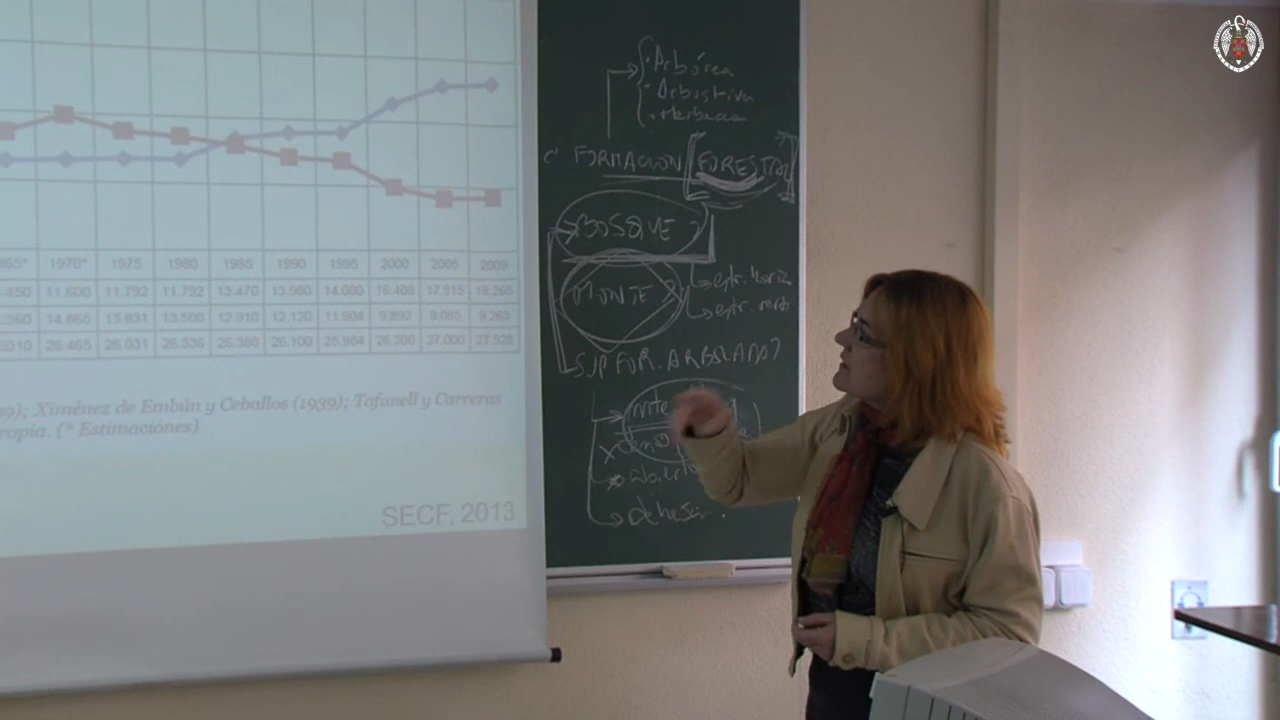 1970* 1975 1980 1985 1990 1995 2000 2005 2009
11.600 11.792 11.792 13.470 13.980 14.080 16.408 17.915 18.265
14.865 13.831 13.500 12.910 12.120 11.904 9.892 9.085 9.263
26.465 26.031 26.336 26.380 26.100 25.984 26.300 27.000 27.528
Ximénez de Embún y Ceballos (1939); Tafunell y Carreras
(* Estimaciones)
SECF, 2013
Arbórea
Arbustiva
Herbácea
FORMACION FORESTAL
BOSQUE
MONTE
estr. horiz
estr. vert
SUP FOR. ARBOLADO?
abierto
dehesa